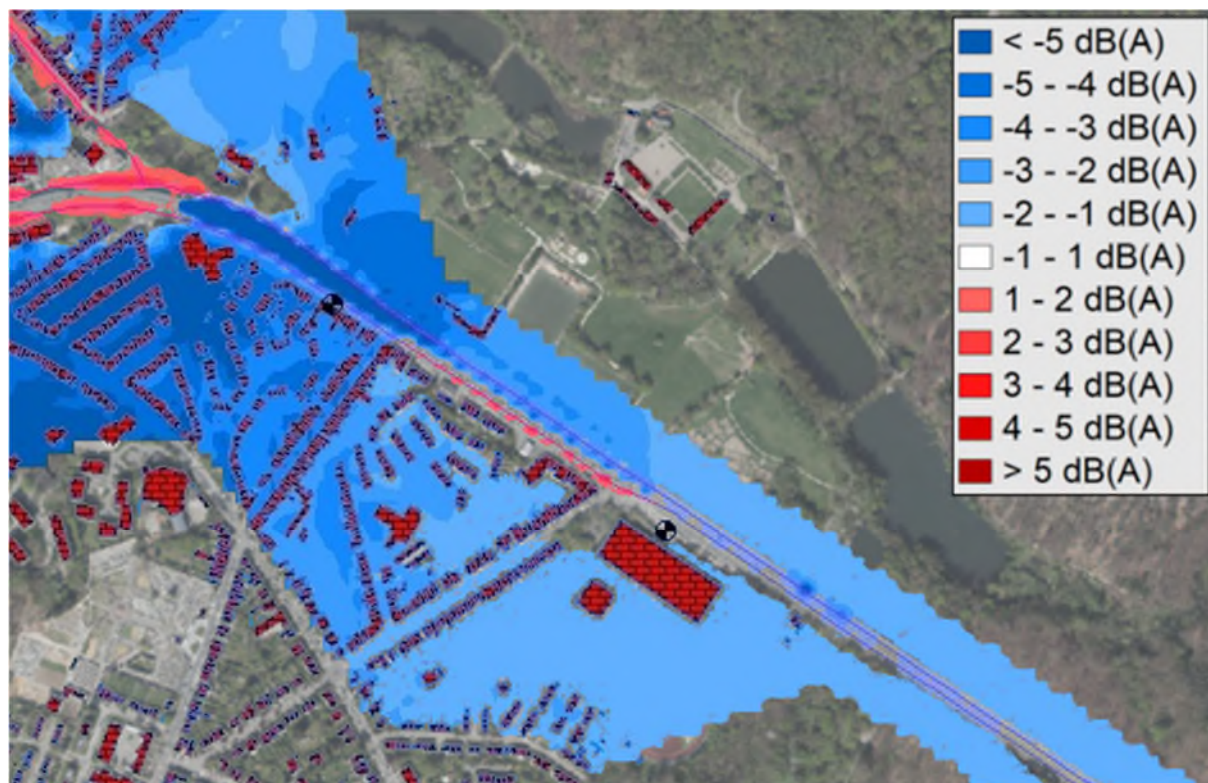 < -5 dB(A)
-5 - -4 dB(A)
-4 - -3 dB(A)
-3 - -2 dB(A)
-2 - -1 dB(A)
-1 - 1 dB(A)
1 - 2 dB(A)
2 - 3 dB(A)
3 - 4 dB(A)
4 - 5 dB(A)
> 5 dB(A)